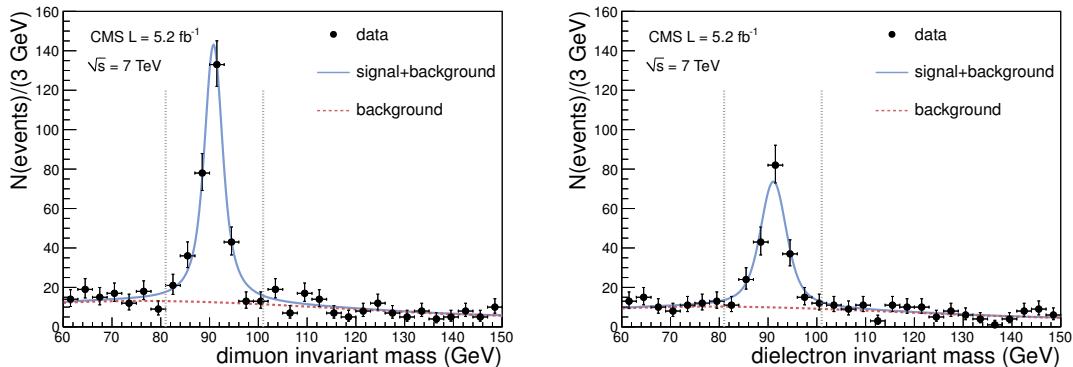 N(events)/(3 GeV)
160
140
120
100
80
60
40
20
0
CMS L = 5.2 fb⁻¹
√s = 7 TeV
data
signal+background
background
60 70 80 90 100 110 120 130 140 150
dimuon invariant mass (GeV)
N(events)/(3 GeV)
160
140
120
100
80
60
40
20
0
CMS L = 5.2 fb⁻¹
√s = 7 TeV
data
signal+background
background
60 70 80 90 100 110 120 130 140 150
dielectron invariant mass (GeV)